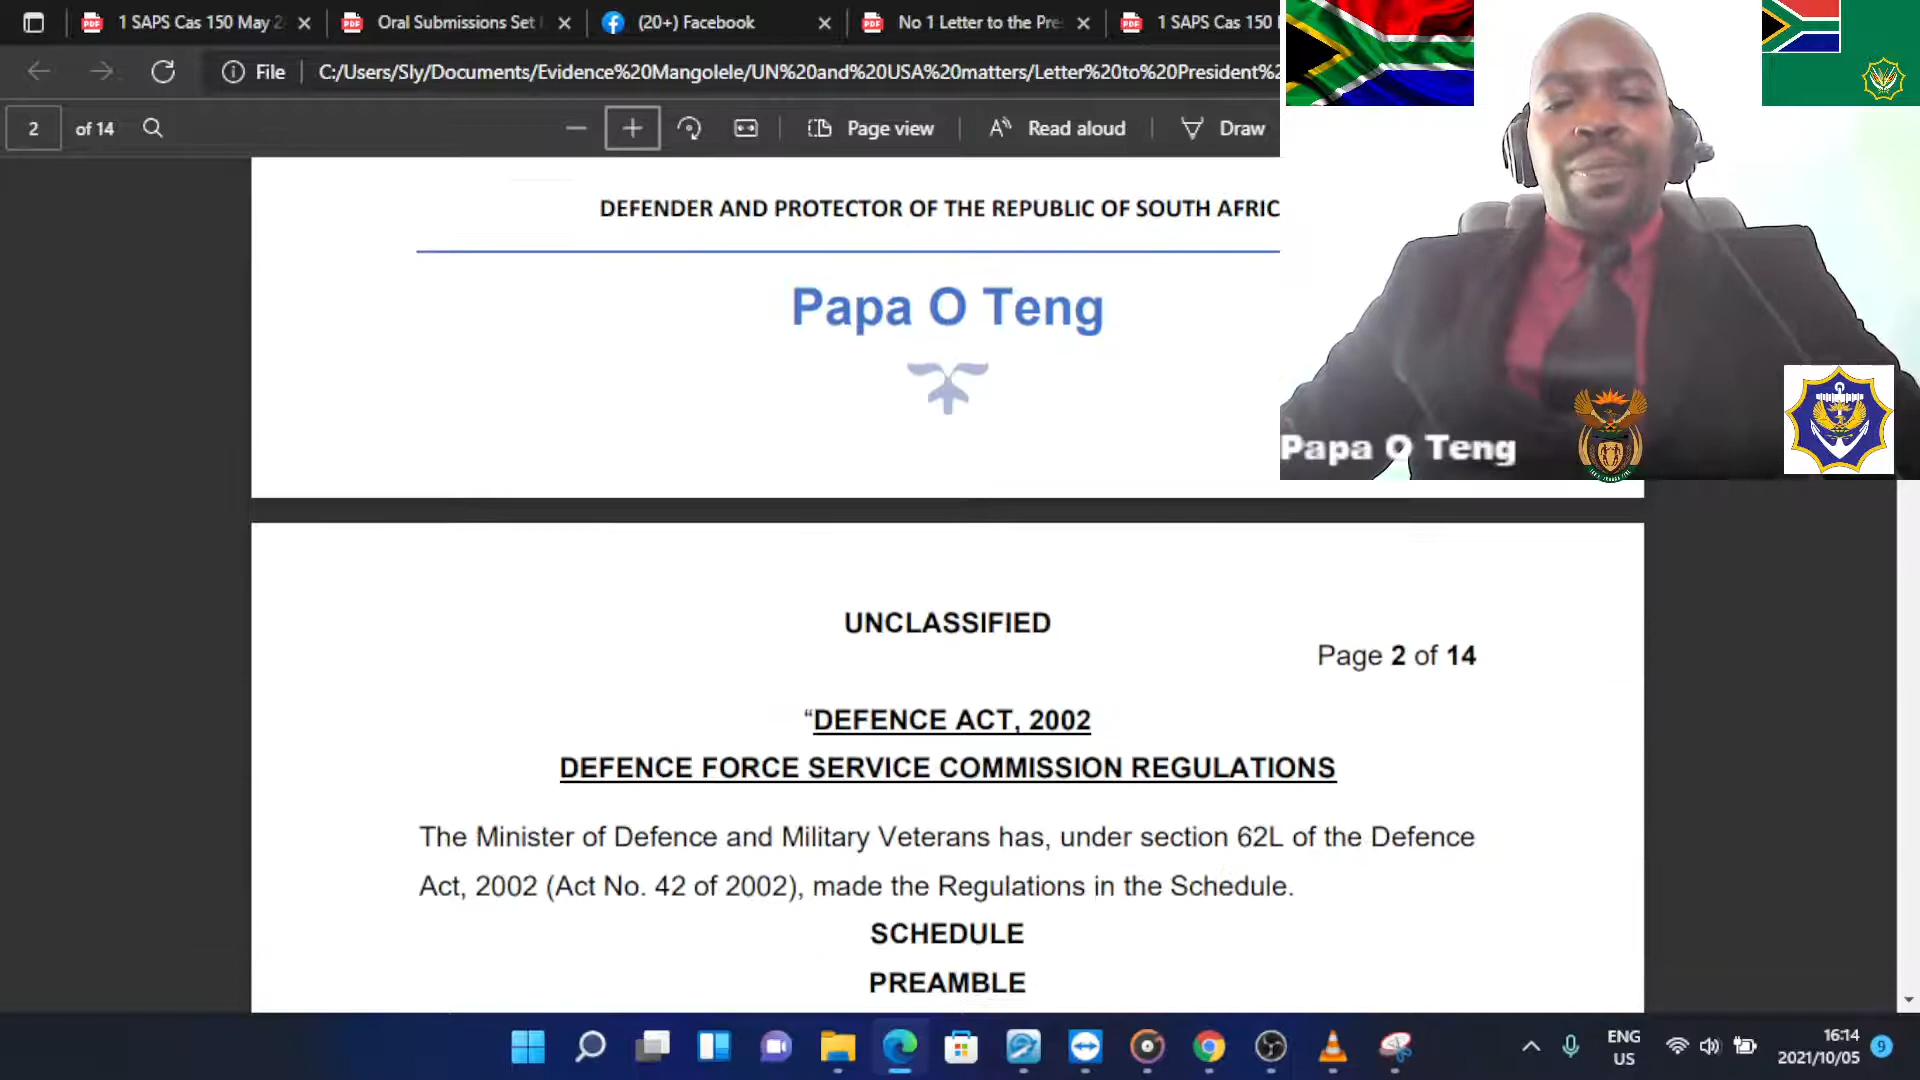 1 SAPS Cas 150 May 2
Oral Submissions Set
(20+) Facebook
No 1 Letter to the Pre
1 SAPS Cas 150
File
C:/Users/Sly/Documents/Evidence%20Mangolele/UN%20and%20USA%20matters/Letter%20to%20President%
2
of 14
Page view
Read aloud
Draw
DEFENDER AND PROTECTOR OF THE REPUBLIC OF SOUTH AFRIC
Papa O Teng
Papa O Teng
UNCLASSIFIED
Page 2 of 14
“DEFENCE ACT, 2002
DEFENCE FORCE SERVICE COMMISSION REGULATIONS
The Minister of Defence and Military Veterans has, under section 62L of the Defence
Act, 2002 (Act No. 42 of 2002), made the Regulations in the Schedule.
SCHEDULE
PREAMBLE
ENG
US
16:14
2021/10/05
9